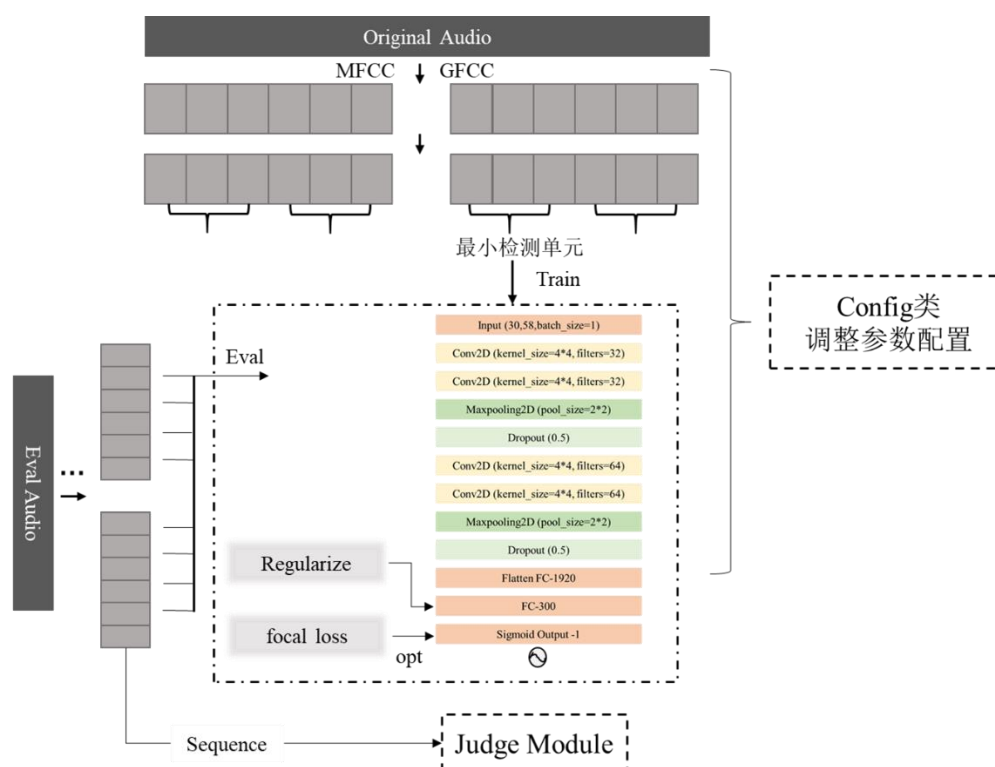 Original Audio
MFCC
GFCC
最小检测单元
Train
Config类
调整参数配置
Input (30,58,batch_size=1)
Conv2D (kernel_size=4*4, filters=32)
Conv2D (kernel_size=4*4, filters=32)
Maxpooling2D (pool_size=2*2)
Dropout (0.5)
Conv2D (kernel_size=4*4, filters=64)
Conv2D (kernel_size=4*4, filters=64)
Maxpooling2D (pool_size=2*2)
Dropout (0.5)
Flatten FC-1920
FC-300
Sigmoid Output -1
Eval
Eval Audio
...
Regularize
focal loss
opt
Sequence
Judge Module